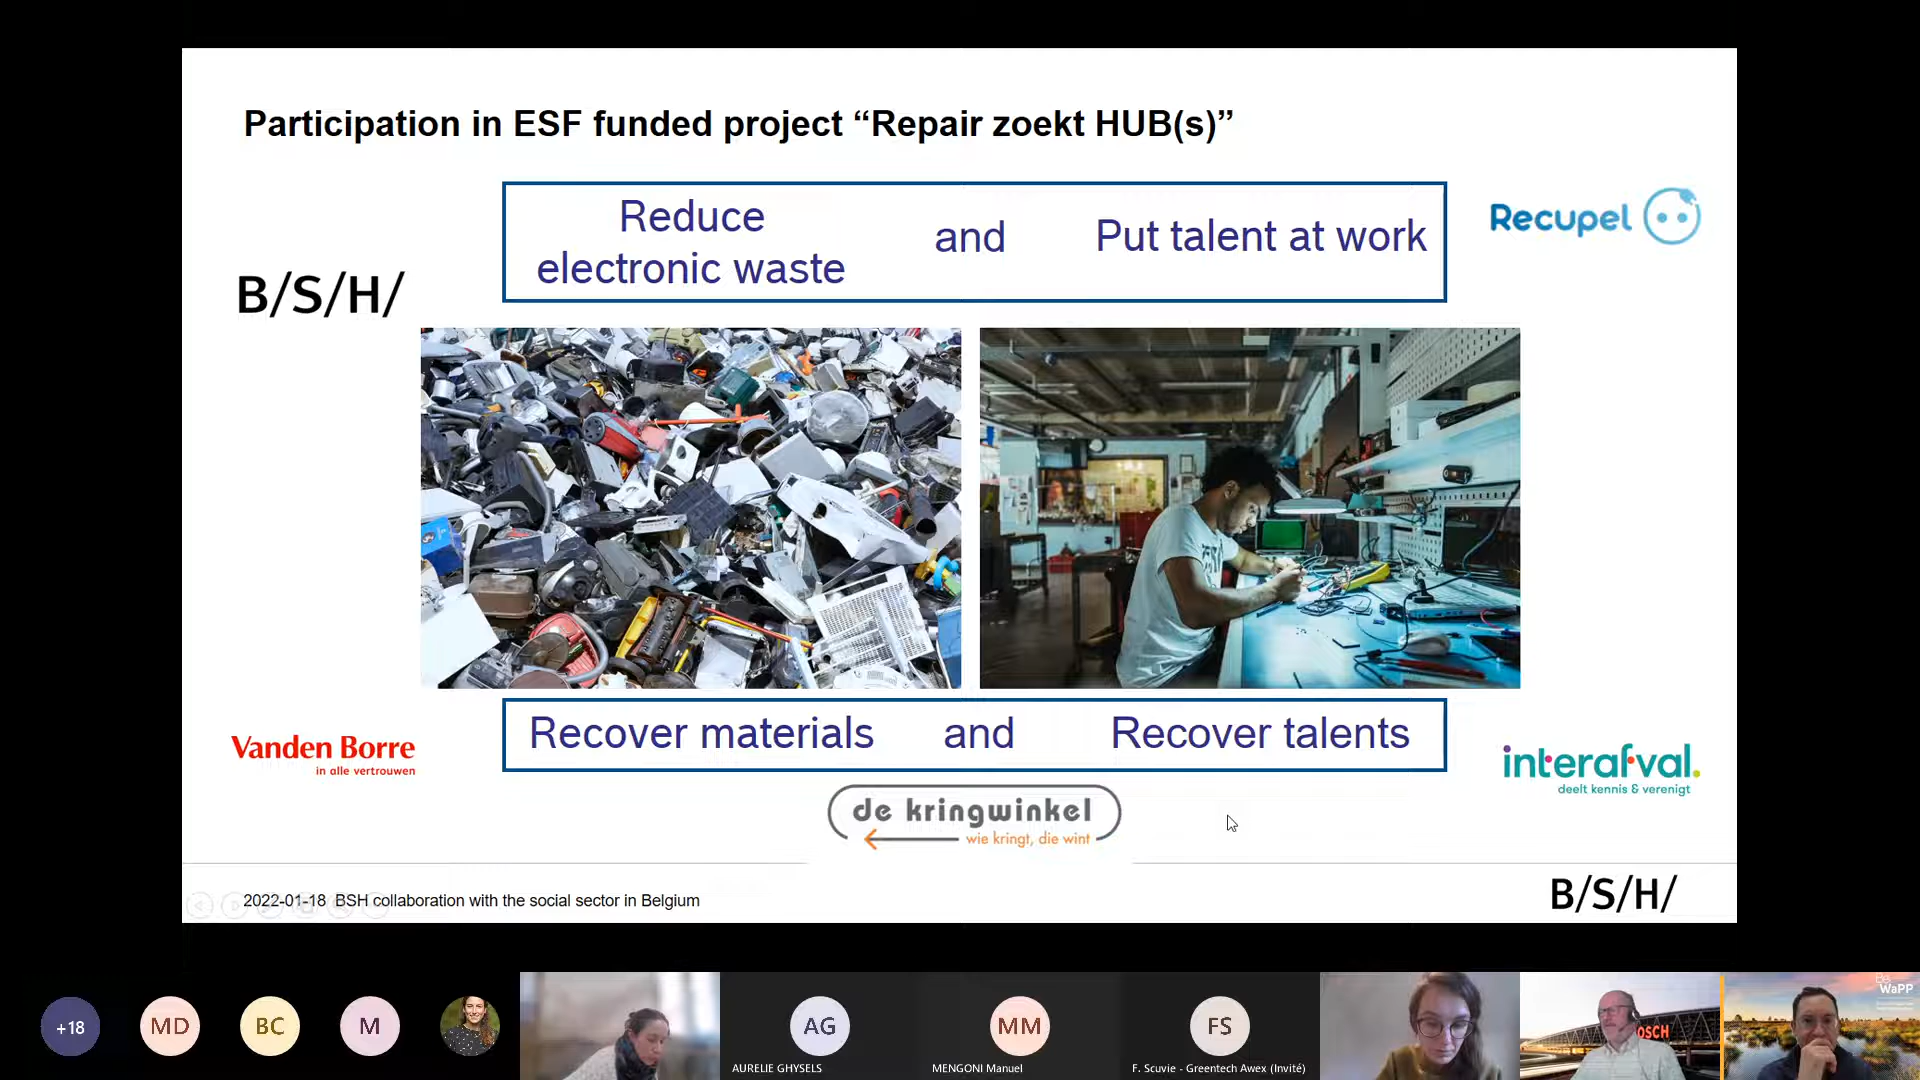 Participation in ESF funded project “Repair zoekt HUB(s)”
Reduce
electronic waste
and
Put talent at work
Recupel
B/S/H/
Recover materials and Recover talents
Vanden Borre
in alle vertrouwen
interafval.
deelt kennis & verenigt
de kringwinkel
wie kringt, die wint
2022-01-18 BSH collaboration with the social sector in Belgium
B/S/H/
+18
MD
BC
M
AG
AURELIE GHYSELS
MM
MENGONI Manuel
FS
F. Scuvie - Greentech Awex (Invité)
OSCH
WaPP